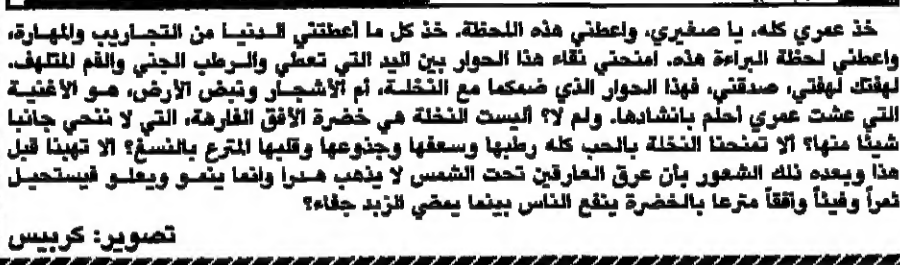 خذ عمري كله، يا صغيري، واعطني هذه اللحظة. خذ كل ما أعطتني الدنيا من التجاريب والمهارة،
واعطني لحظة البراءة هذه. امنحني نقاء هذا الحوار بين اليد التي تعطي والرطب الجني والفم المتلهف.
لهفتك لهفتي، صدقتي، فهذا الحوار الذي ضمكما مع النخلة، أم الأشجار ونبض الأرض، هو الأغنية
التي عشت عمري أحلم بانشادها. ولم لا؟ أليست النخلة هي خضرة الأفق الفارهة، التي لا ننحي جانبا
شيئا منها؟ ألا تمنحنا النخلة بالحب كله رطبها وسعفها وجذوعها وقلبها المترع بالنسغ؟ ألا تهبنا قبل
هذا وبعده ذلك الشعور بأن عرق العارقين تحت الشمس لا يذهب هدرا وانما ينمو ويعلو فيستحيل
ثمراً وفيئاً وأفقاً مترعا بالخضرة ينفع الناس بينما يمضي الزبد جفاء؟
تصوير: كربيس